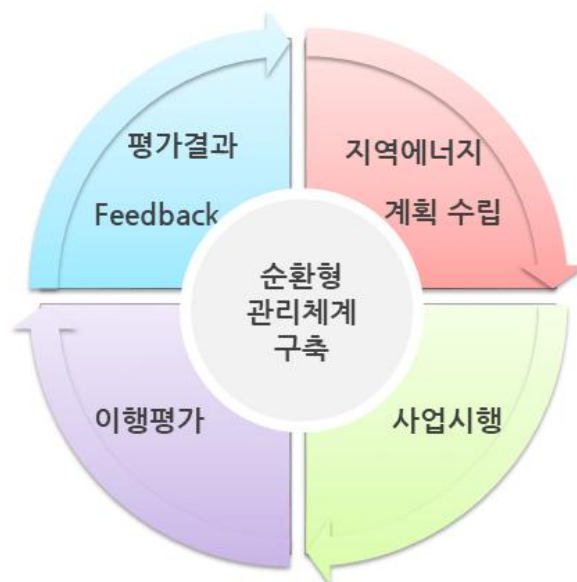 평가결과
Feedback
지역에너지
계획 수립
순환형
관리체계
구축
이행평가
사업시행